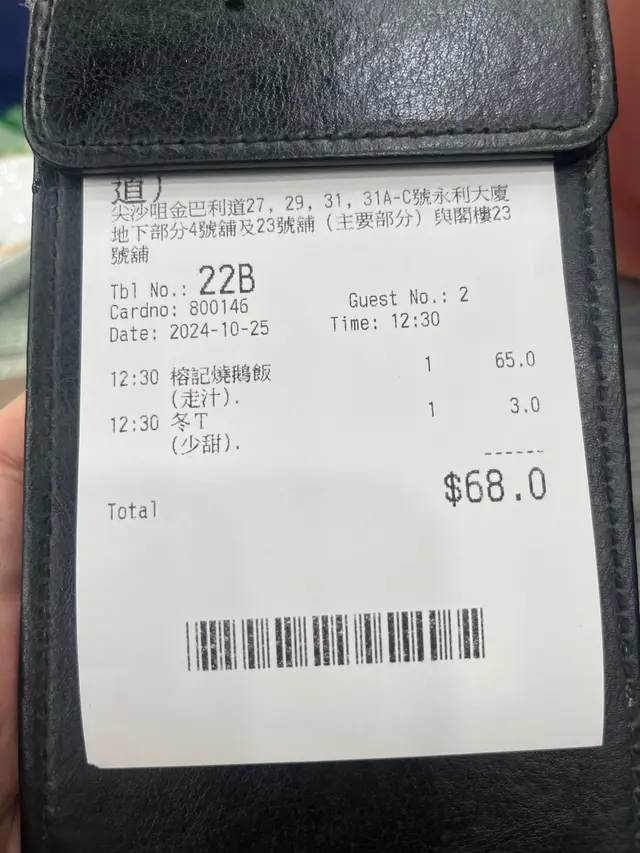 道)
尖沙咀金巴利道27, 29, 31, 31A-C號永利大廈
地下部分4號舖及23號舖 (主要部分) 與閣樓23
號舖
Tbl No.: 22B
Cardno: 800146 Guest No.: 2
Date: 2024-10-25 Time: 12:30
12:30 榕記燒鵝飯 1 65.0
(走汁).
12:30 冬T 1 3.0
(少甜).
------
Total $68.0